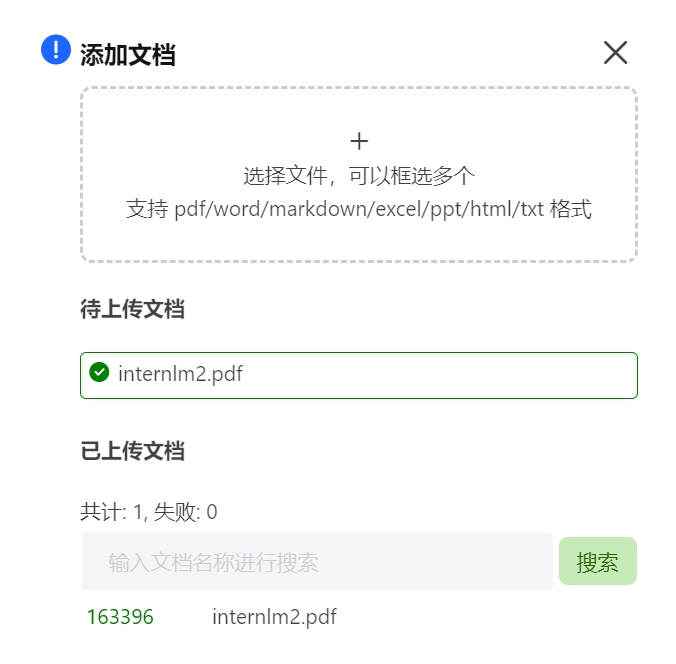 添加文档
选择文件，可以框选多个
支持 pdf/word/markdown/excel/ppt/html/txt 格式
待上传文档
internlm2.pdf
已上传文档
共计: 1, 失败: 0
输入文档名称进行搜索 搜索
163396 internlm2.pdf